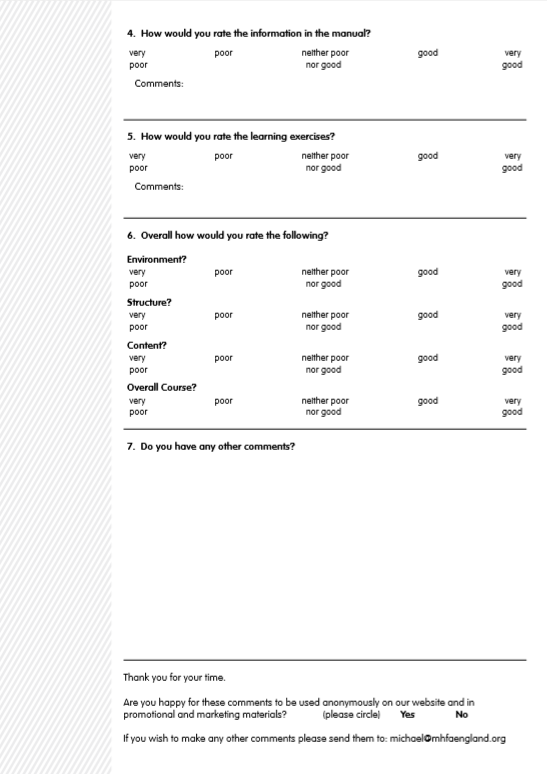 4. How would you rate the information in the manual?
very poor neither poor good very
poor nor good good
Comments:
5. How would you rate the learning exercises?
very poor neither poor good very
poor nor good good
Comments:
6. Overall how would you rate the following?
Environment?
very poor neither poor good very
poor nor good good
Structure?
very poor neither poor good very
poor nor good good
Content?
very poor neither poor good very
poor nor good good
Overall Course?
very poor neither poor good very
poor nor good good
7. Do you have any other comments?
Thank you for your time.
Are you happy for these comments to be used anonymously on our website and in
promotional and marketing materials? (please circle) Yes No
If you wish to make any other comments please send them to: michael@mhfaengland.org